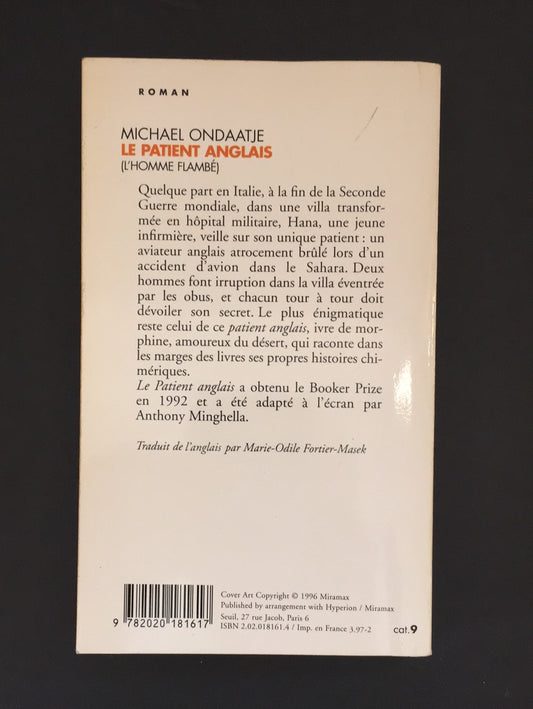 ROMAN
MICHAEL ONDAATJE
LE PATIENT ANGLAIS
(L'HOMME FLAMBÉ)
Quelque part en Italie, à la fin de la Seconde
Guerre mondiale, dans une villa transfor-
mée en hôpital militaire, Hana, une jeune
infirmière, veille sur son unique patient : un
aviateur anglais atrocement brûlé lors d'un
accident d'avion dans le Sahara. Deux
hommes font irruption dans la villa éventrée
par les obus, et chacun tour à tour doit
dévoiler son secret. Le plus énigmatique
reste celui de ce patient anglais, ivre de mor-
phine, amoureux du désert, qui raconte dans
les marges des livres ses propres histoires chi-
mériques.
Le Patient anglais a obtenu le Booker Prize
en 1992 et a été adapté à l'écran par
Anthony Minghella.
Traduit de l'anglais par Marie-Odile Fortier-Masek
Cover Art Copyright © 1996 Miramax
Published by arrangement with Hyperion / Miramax
Seuil, 27 rue Jacob, Paris 6
ISBN 2.02.018161.4 / Imp. en France 3.97-2
9 782020 181617
cat.9